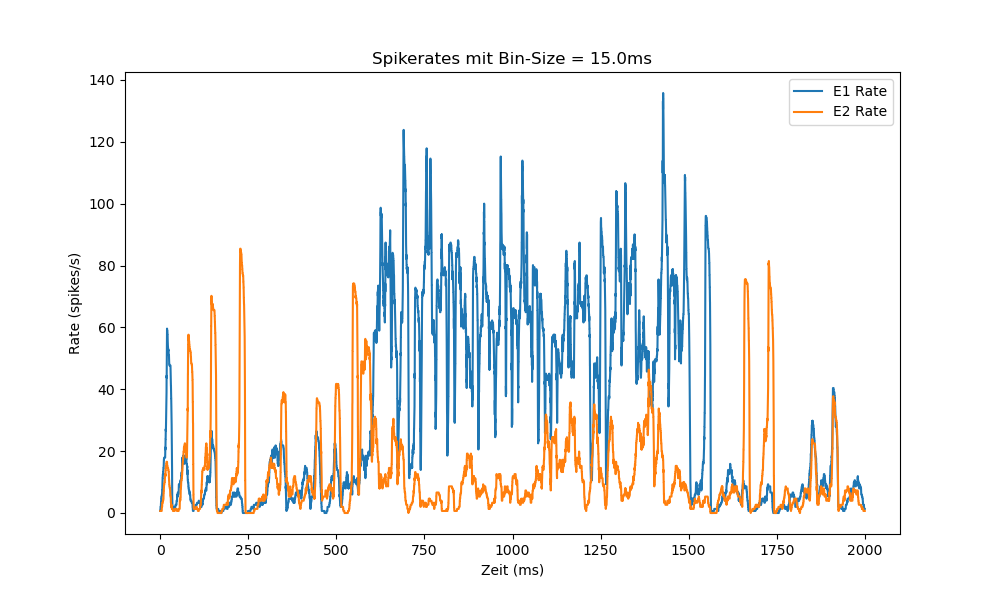 Spikerates mit Bin-Size = 15.0ms
E1 Rate
E2 Rate
140
120
100
80
60
40
20
0
Rate (spikes/s)
0 250 500 750 1000 1250 1500 1750 2000
Zeit (ms)